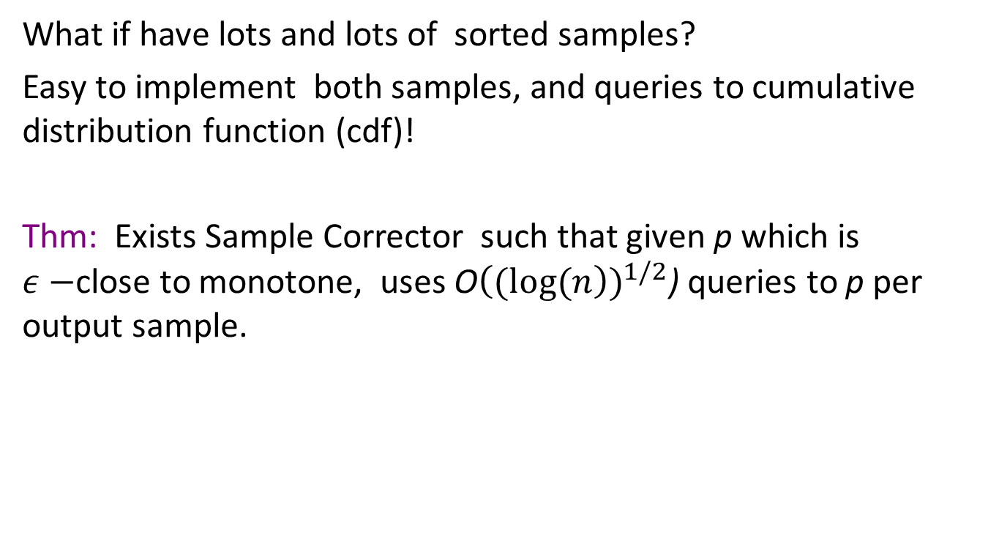 What if have lots and lots of  sorted samples?
Easy to implement  both samples, and queries to cumulative
distribution function (cdf)!
Thm:  Exists Sample Corrector  such that given p which is
ϵ −close to monotone,  uses O((log(n))^{1/2}) queries to p per
output sample.